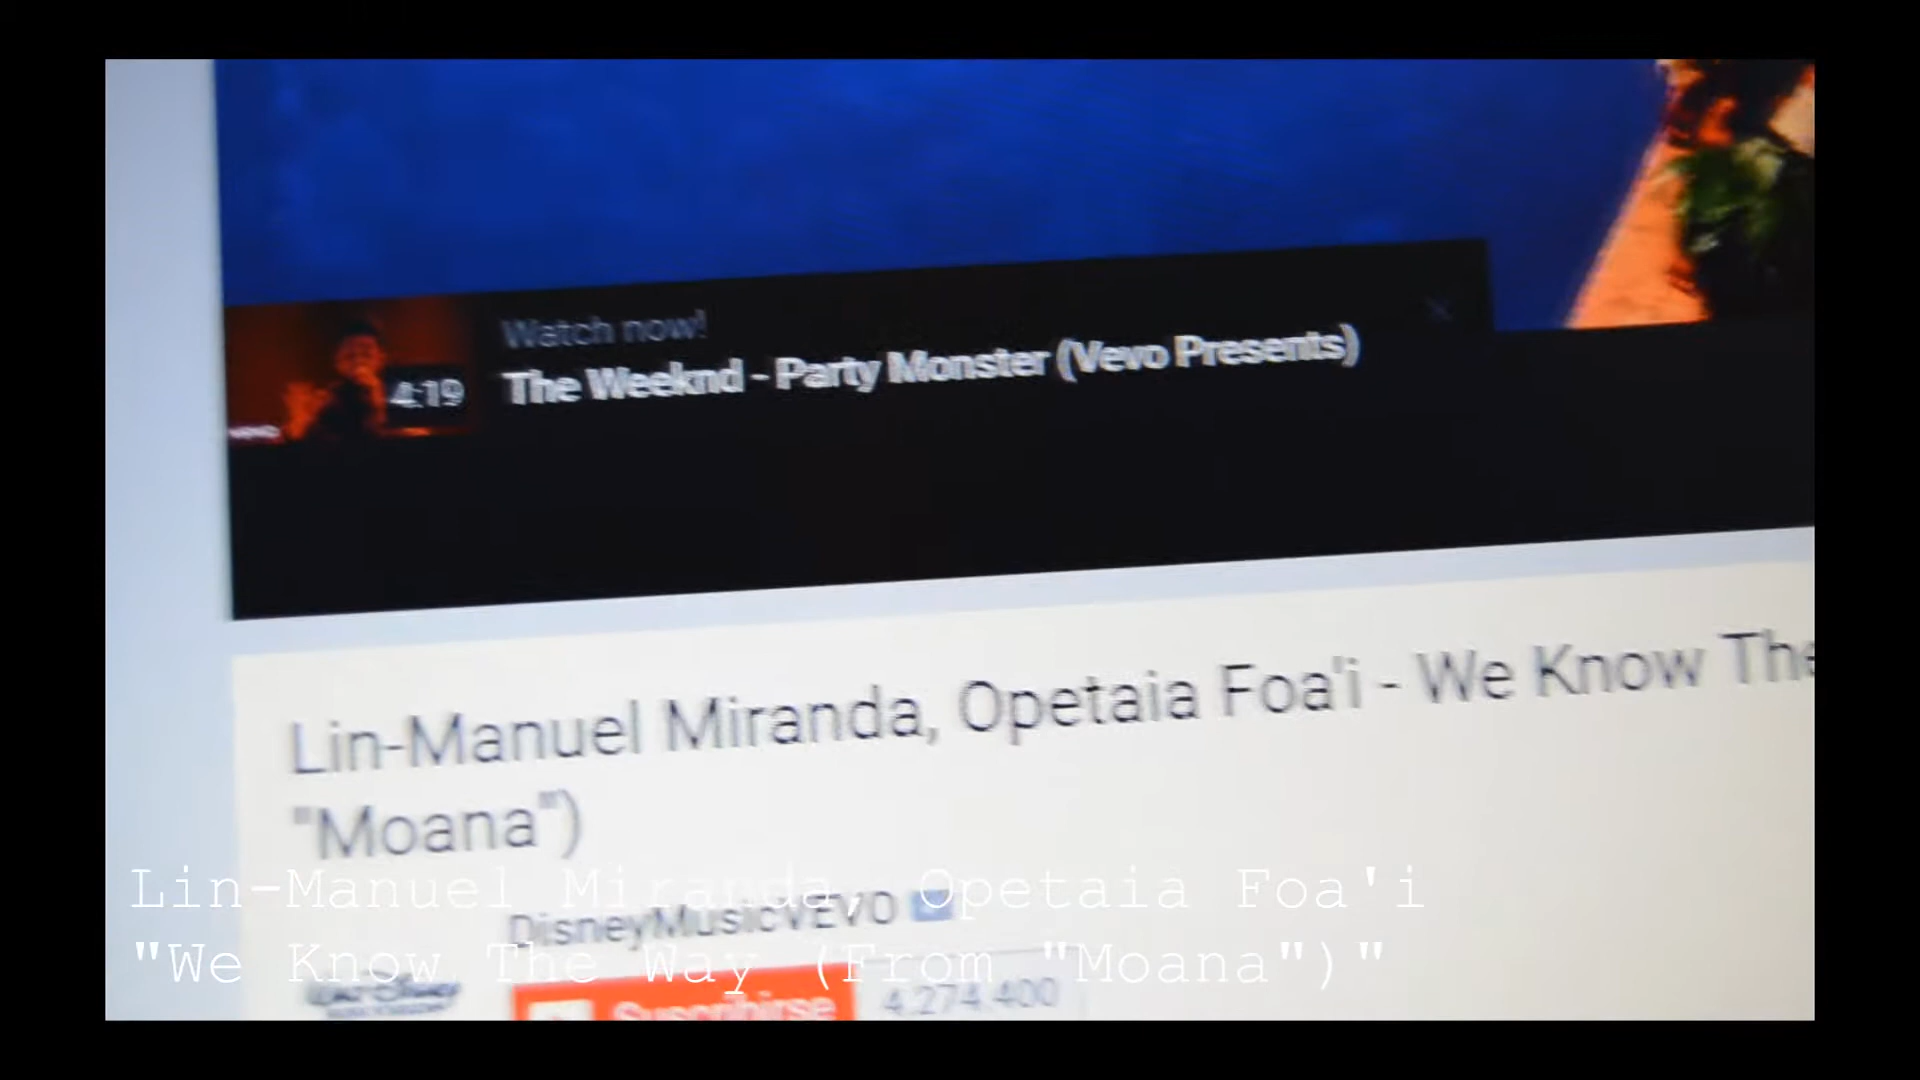 Watch now!
The Weeknd - Party Monster (Vevo Presents)
4:19
Lin-Manuel Miranda, Opetaia Foa'i - We Know The
"Moana")
DisneyMusicVEVO
Suscribirse
4.274.400
Lin-Manuel Miranda, Opetaia Foa'i
"We Know The Way (From "Moana")"